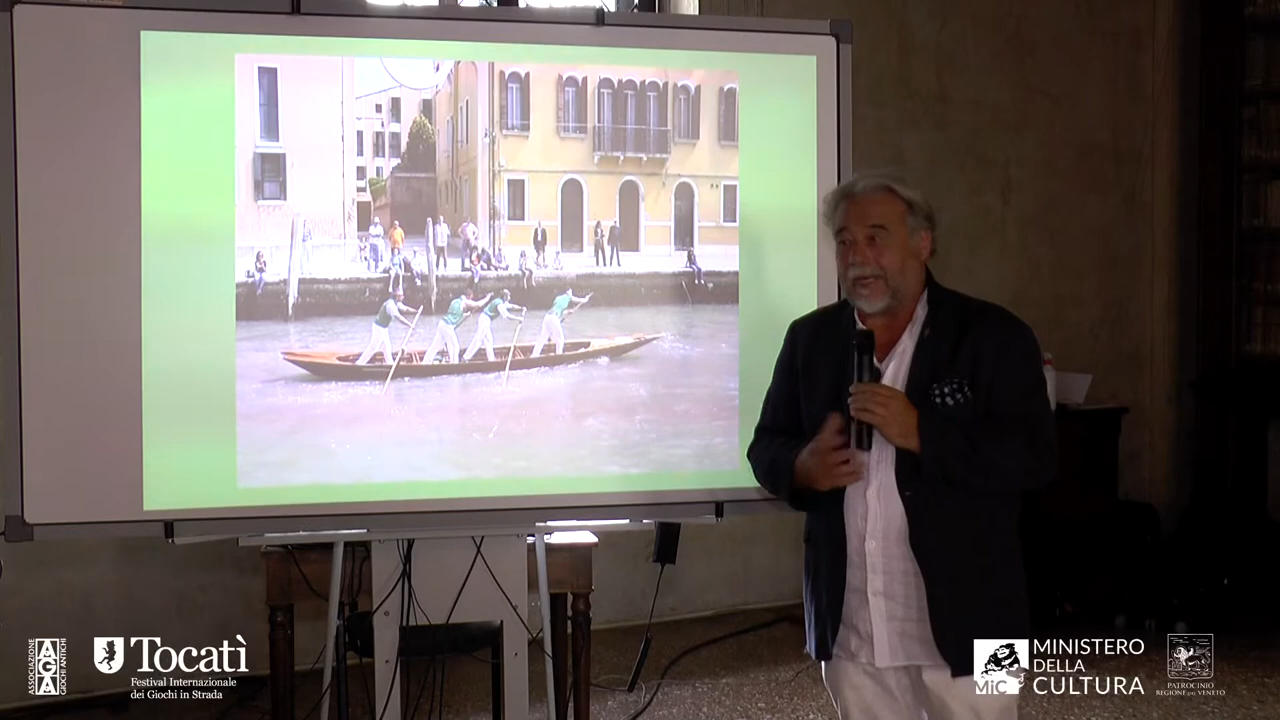 ASSOCIAZIONE
AGA
GIOCHI ANTICHI
Tocatì
Festival Internazionale
dei Giochi in Strada
MiC
MINISTERO
DELLA
CULTURA
PATROCINIO
REGIONE DEL VENETO